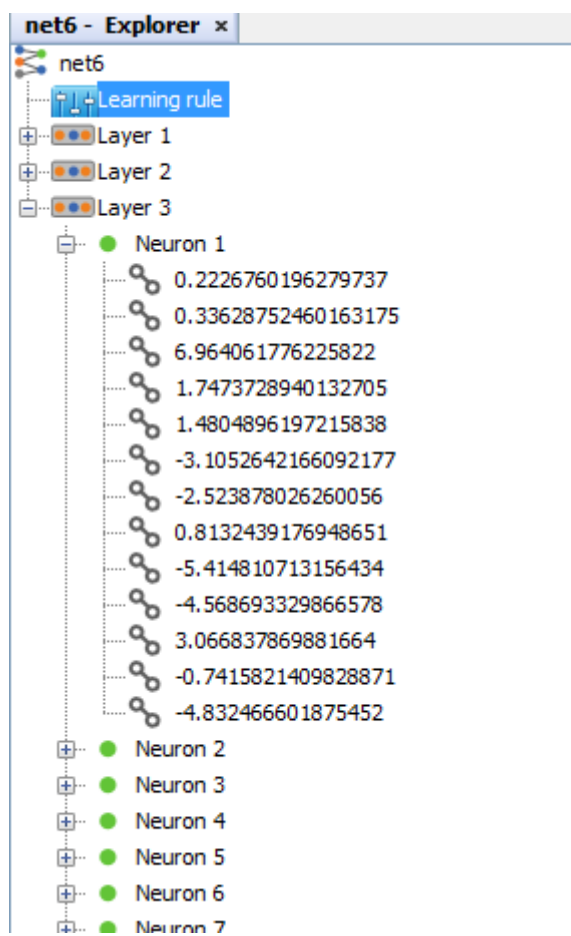 net6 - Explorer ×
net6
Learning rule
Layer 1
Layer 2
Layer 3
Neuron 1
0.2226760196279737
0.33628752460163175
6.964061776225822
1.7473728940132705
1.4804896197215838
-3.1052642166092177
-2.523878026260056
0.8132439176948651
-5.414810713156434
-4.568693329866578
3.066837869881664
-0.7415821409828871
-4.832466601875452
Neuron 2
Neuron 3
Neuron 4
Neuron 5
Neuron 6
Neuron 7